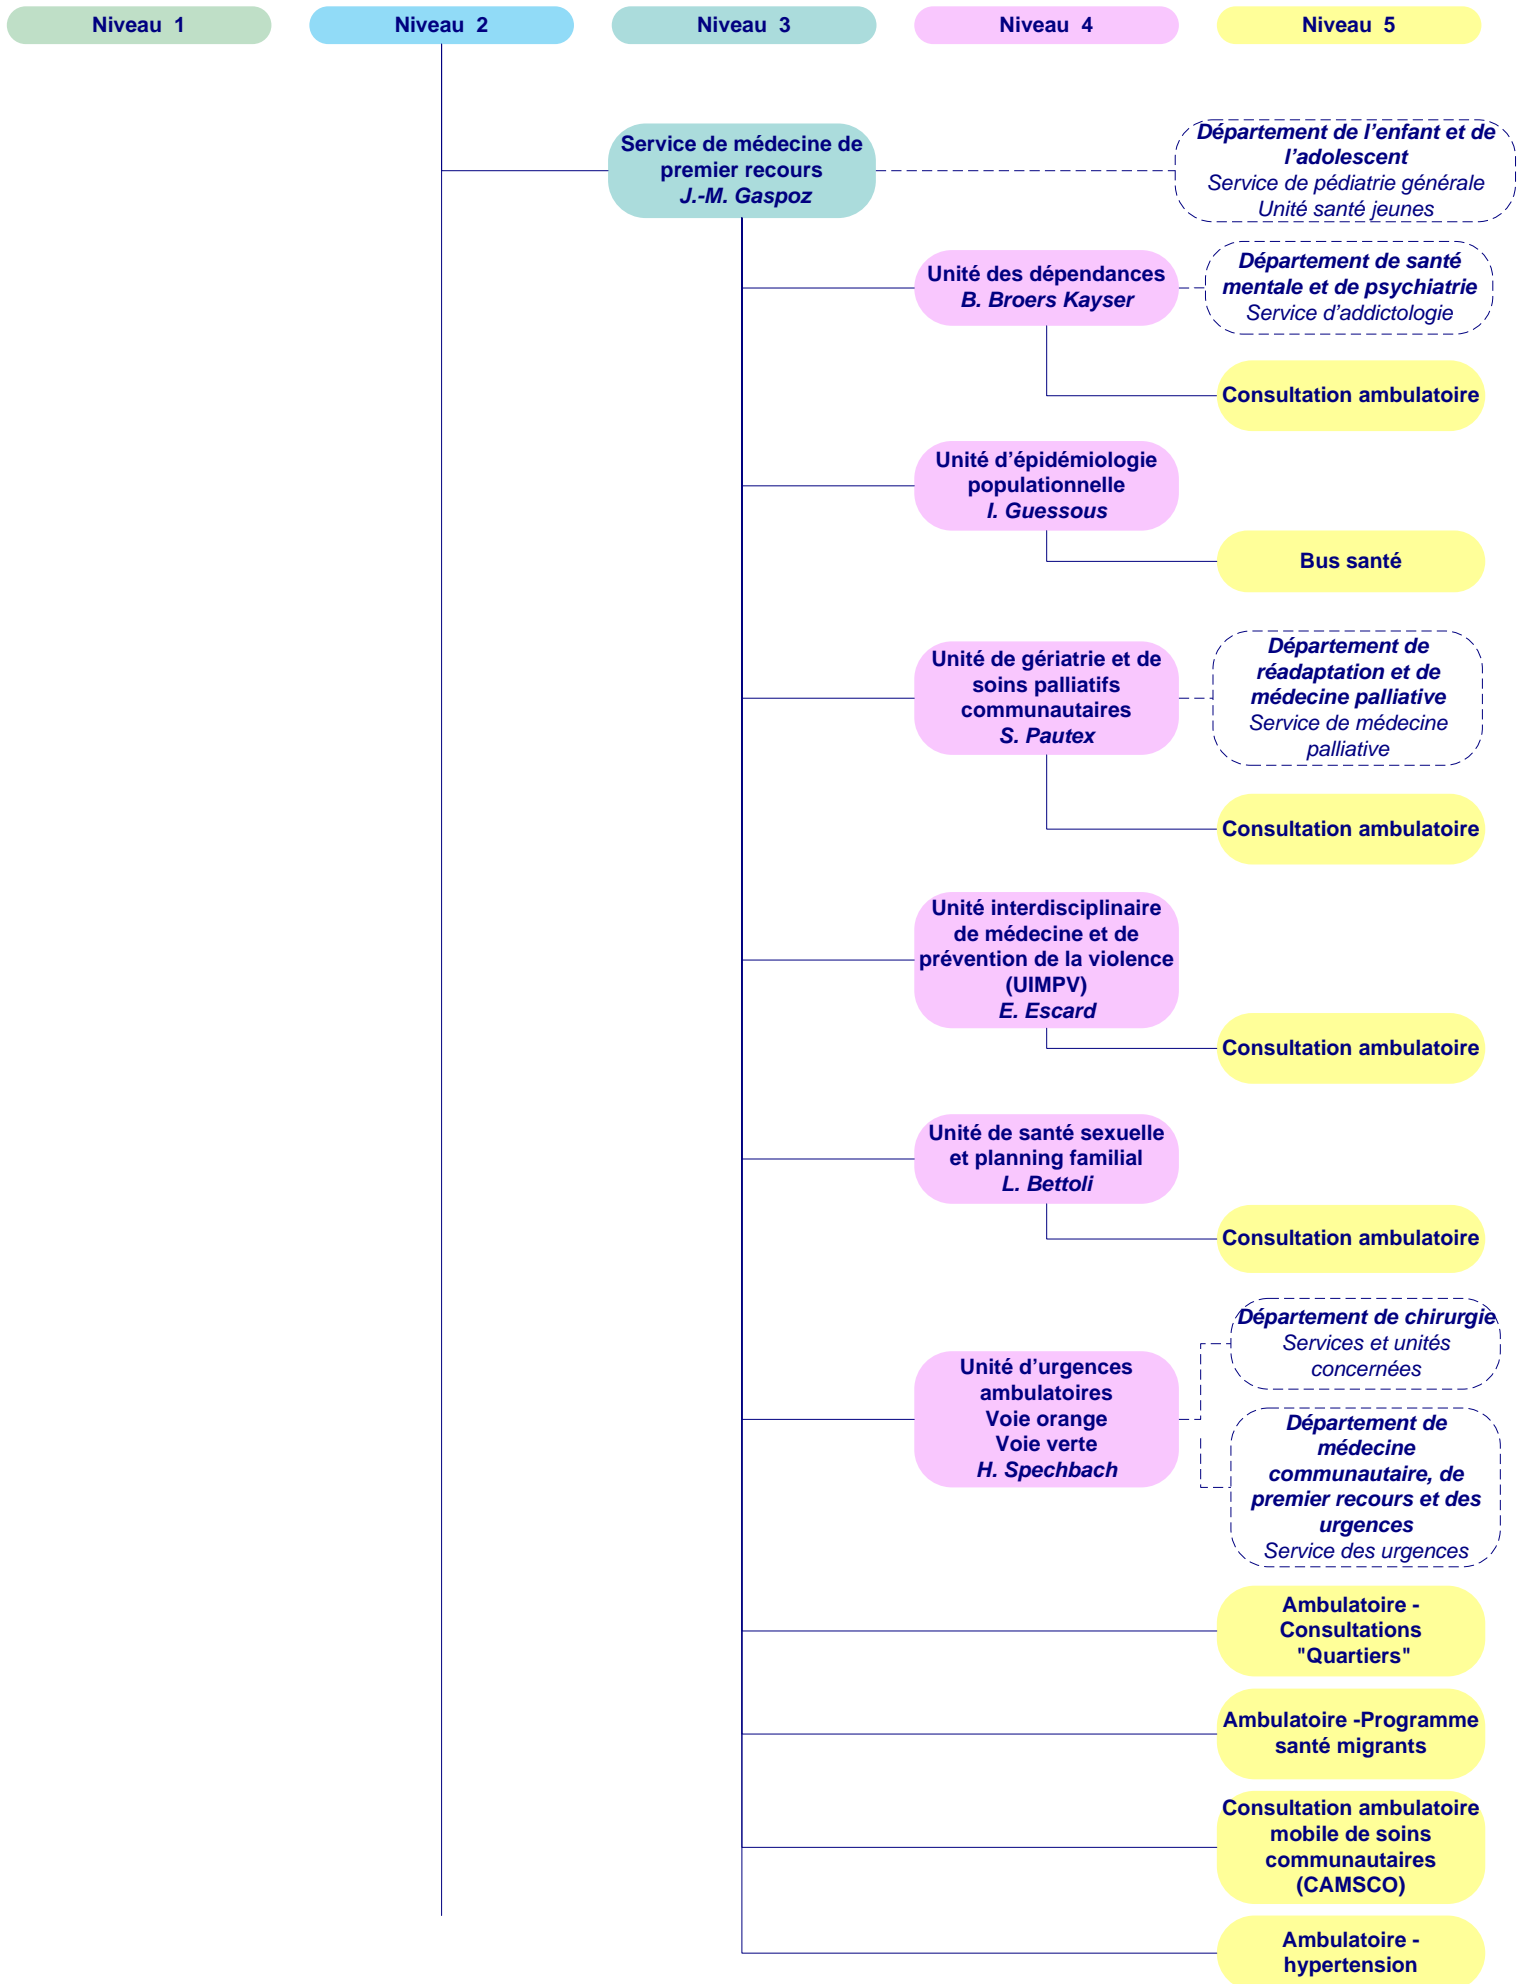 Niveau 1
Niveau 2
Niveau 3
Niveau 4
Niveau 5
Service de médecine de
premier recours
J.-M. Gaspoz
Département de l’enfant et de
l’adolescent
Service de pédiatrie générale
Unité santé jeunes
Unité des dépendances
B. Broers Kayser
Département de santé
mentale et de psychiatrie
Service d’addictologie
Consultation ambulatoire
Unité d’épidémiologie
populationnelle
I. Guessous
Bus santé
Unité de gériatrie et de
soins palliatifs
communautaires
S. Pautex
Département de
réadaptation et de
médecine palliative
Service de médecine
palliative
Consultation ambulatoire
Unité interdisciplinaire
de médecine et de
prévention de la violence
(UIMPV)
E. Escard
Consultation ambulatoire
Unité de santé sexuelle
et planning familial
L. Bettoli
Consultation ambulatoire
Unité d’urgences
ambulatoires
Voie orange
Voie verte
H. Spechbach
Département de chirurgie
Services et unités
concernées
Département de
médecine
communautaire, de
premier recours et des
urgences
Service des urgences
Ambulatoire -
Consultations
"Quartiers"
Ambulatoire -Programme
santé migrants
Consultation ambulatoire
mobile de soins
communautaires
(CAMSCO)
Ambulatoire -
hypertension